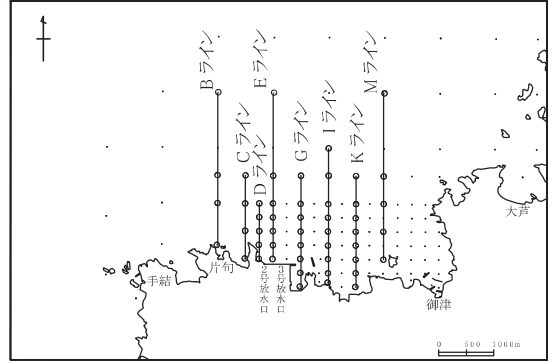 Bライン
Cライン
Dライン
Eライン
Gライン
Iライン
Kライン
Mライン
大芦
片句
手結
2号放水口
3号放水口
御津
0 500 1000m